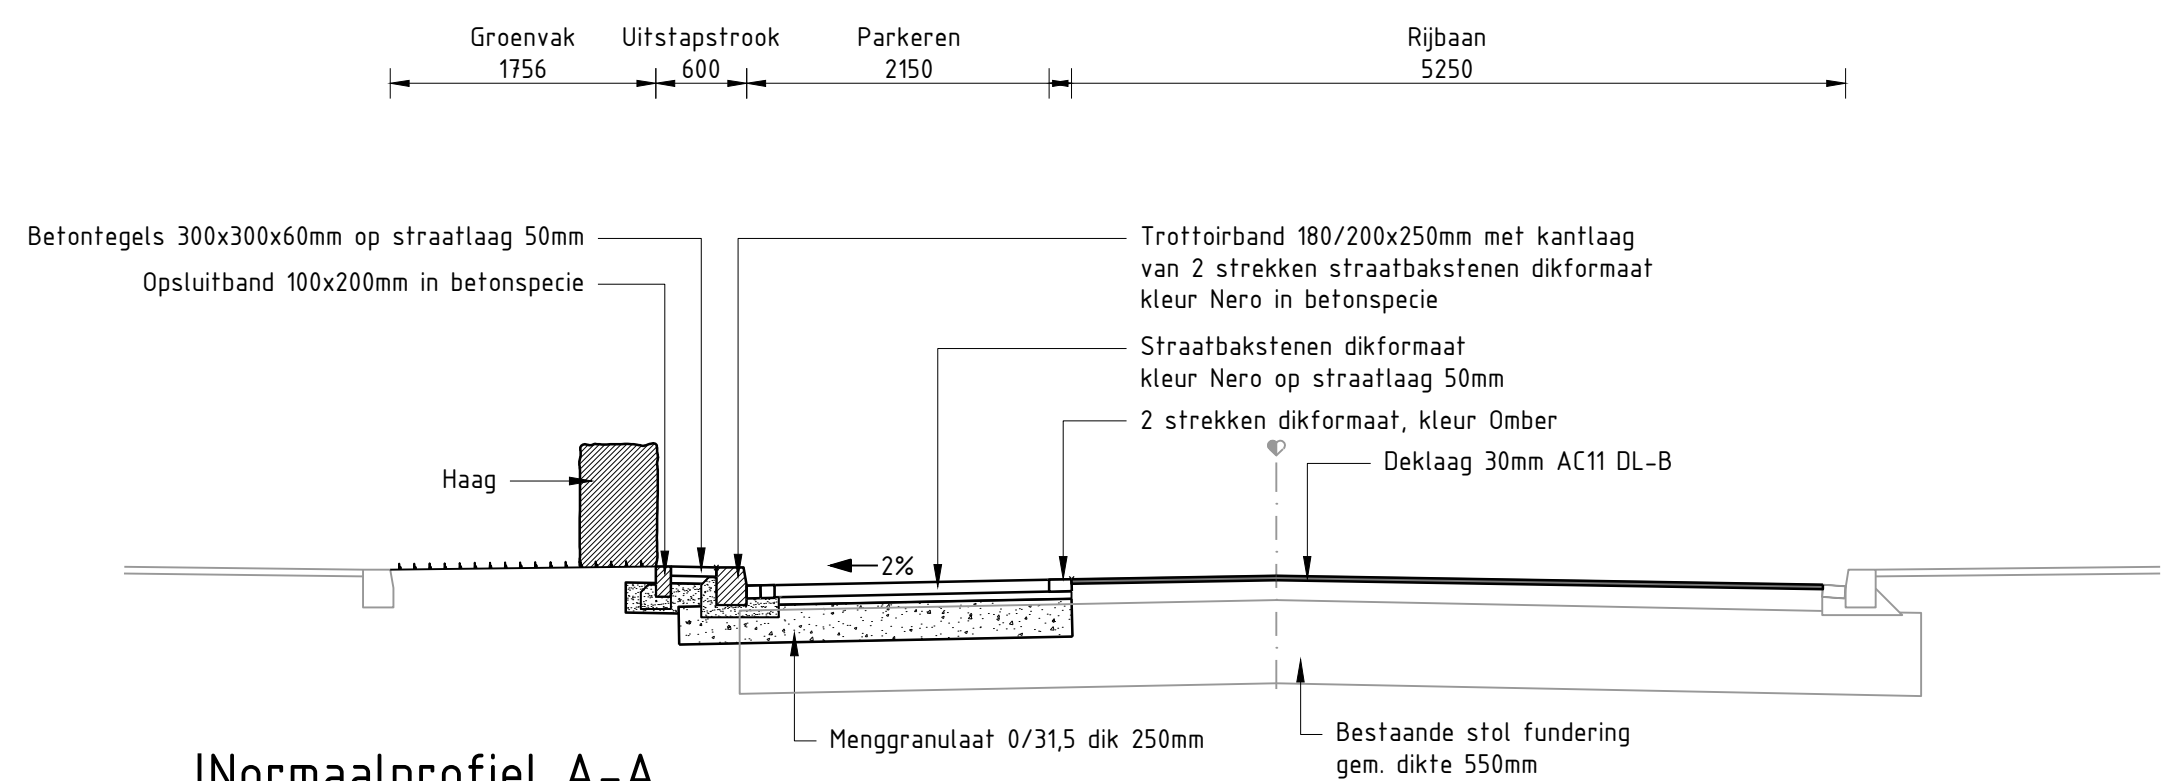 Groenvak
Uitstapstrook
Parkeren
Rijbaan
1756
600
2150
5250
Betontegels 300x300x60mm op straatlaag 50mm
Opsluitband 100x200mm in betonspecie
Trottoirband 180/200x250mm met kantlaag
van 2 strekken straatbakstenen dikformaat
kleur Nero in betonspecie
Straatbakstenen dikformaat
kleur Nero op straatlaag 50mm
2 strekken dikformaat, kleur Omber
Deklaag 30mm AC11 DL-B
Haag
2%
Menggranulaat 0/31,5 dik 250mm
Bestaande stol fundering
gem. dikte 550mm
Normaalprofiel A-A